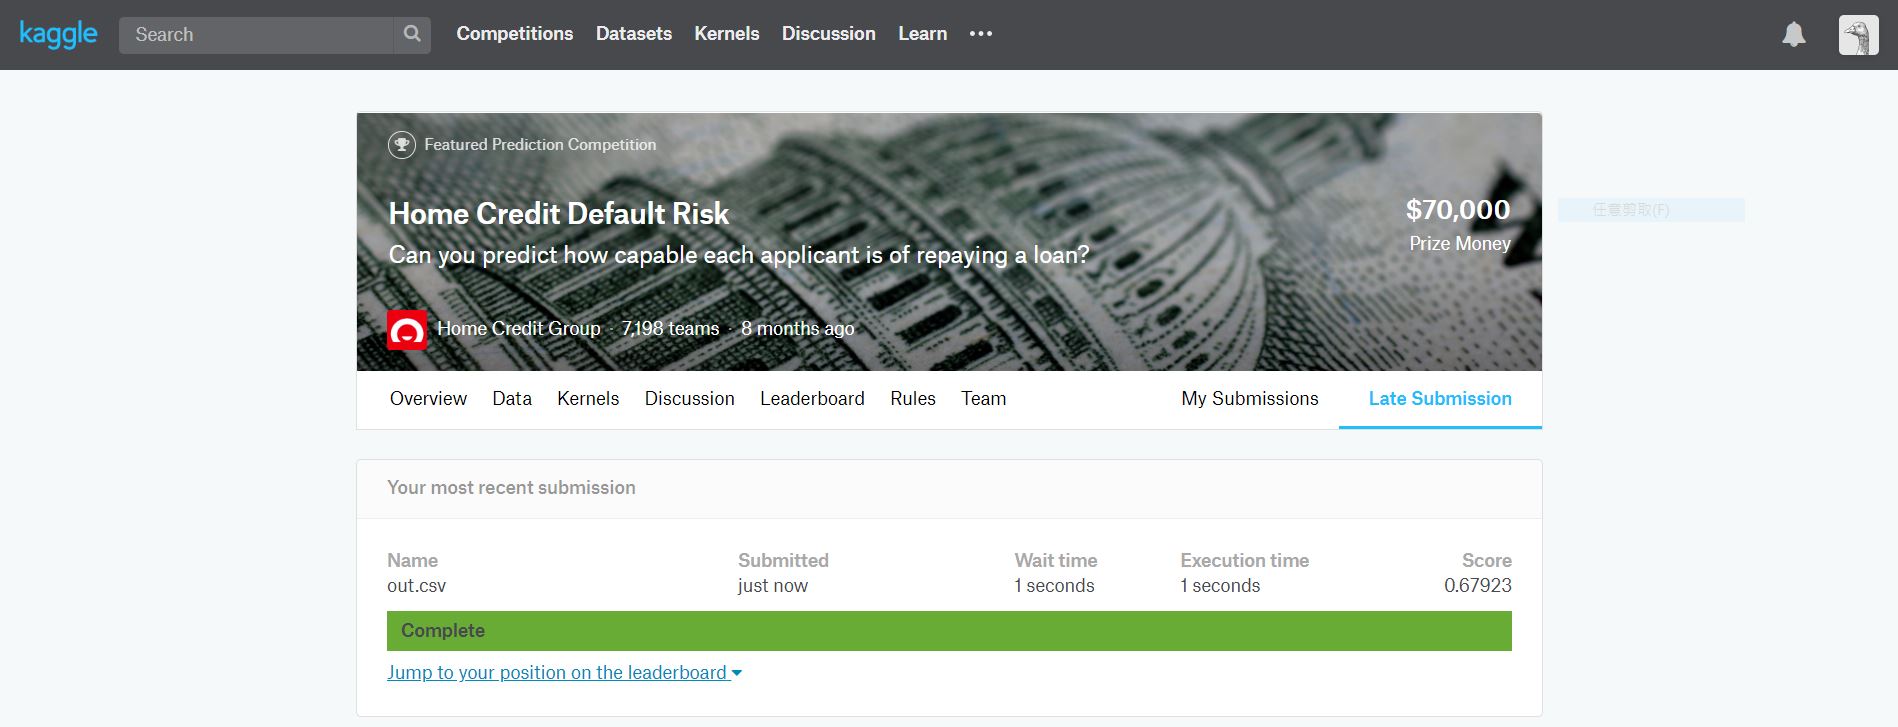 kaggle
Search
Competitions Datasets Kernels Discussion Learn •••
Featured Prediction Competition
Home Credit Default Risk
Can you predict how capable each applicant is of repaying a loan?
$70,000
Prize Money
任意剪取(F)
Home Credit Group · 7,198 teams · 8 months ago
Overview Data Kernels Discussion Leaderboard Rules Team My Submissions Late Submission
Your most recent submission
Name Submitted Wait time Execution time Score
out.csv just now 1 seconds 1 seconds 0.67923
Complete
Jump to your position on the leaderboard